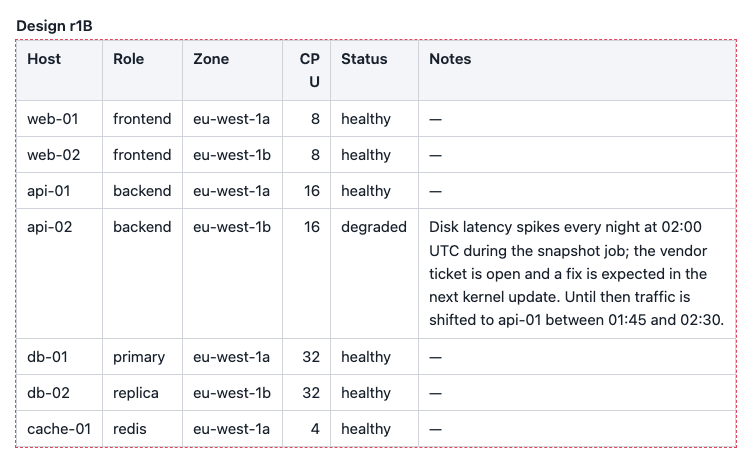 Design r1B
Host Role Zone CP
U Status Notes
web-01 frontend eu-west-1a 8 healthy —
web-02 frontend eu-west-1b 8 healthy —
api-01 backend eu-west-1a 16 healthy —
api-02 backend eu-west-1b 16 degraded Disk latency spikes every night at 02:00
UTC during the snapshot job; the vendor
ticket is open and a fix is expected in the
next kernel update. Until then traffic is
shifted to api-01 between 01:45 and 02:30.
db-01 primary eu-west-1a 32 healthy —
db-02 replica eu-west-1b 32 healthy —
cache-01 redis eu-west-1a 4 healthy —